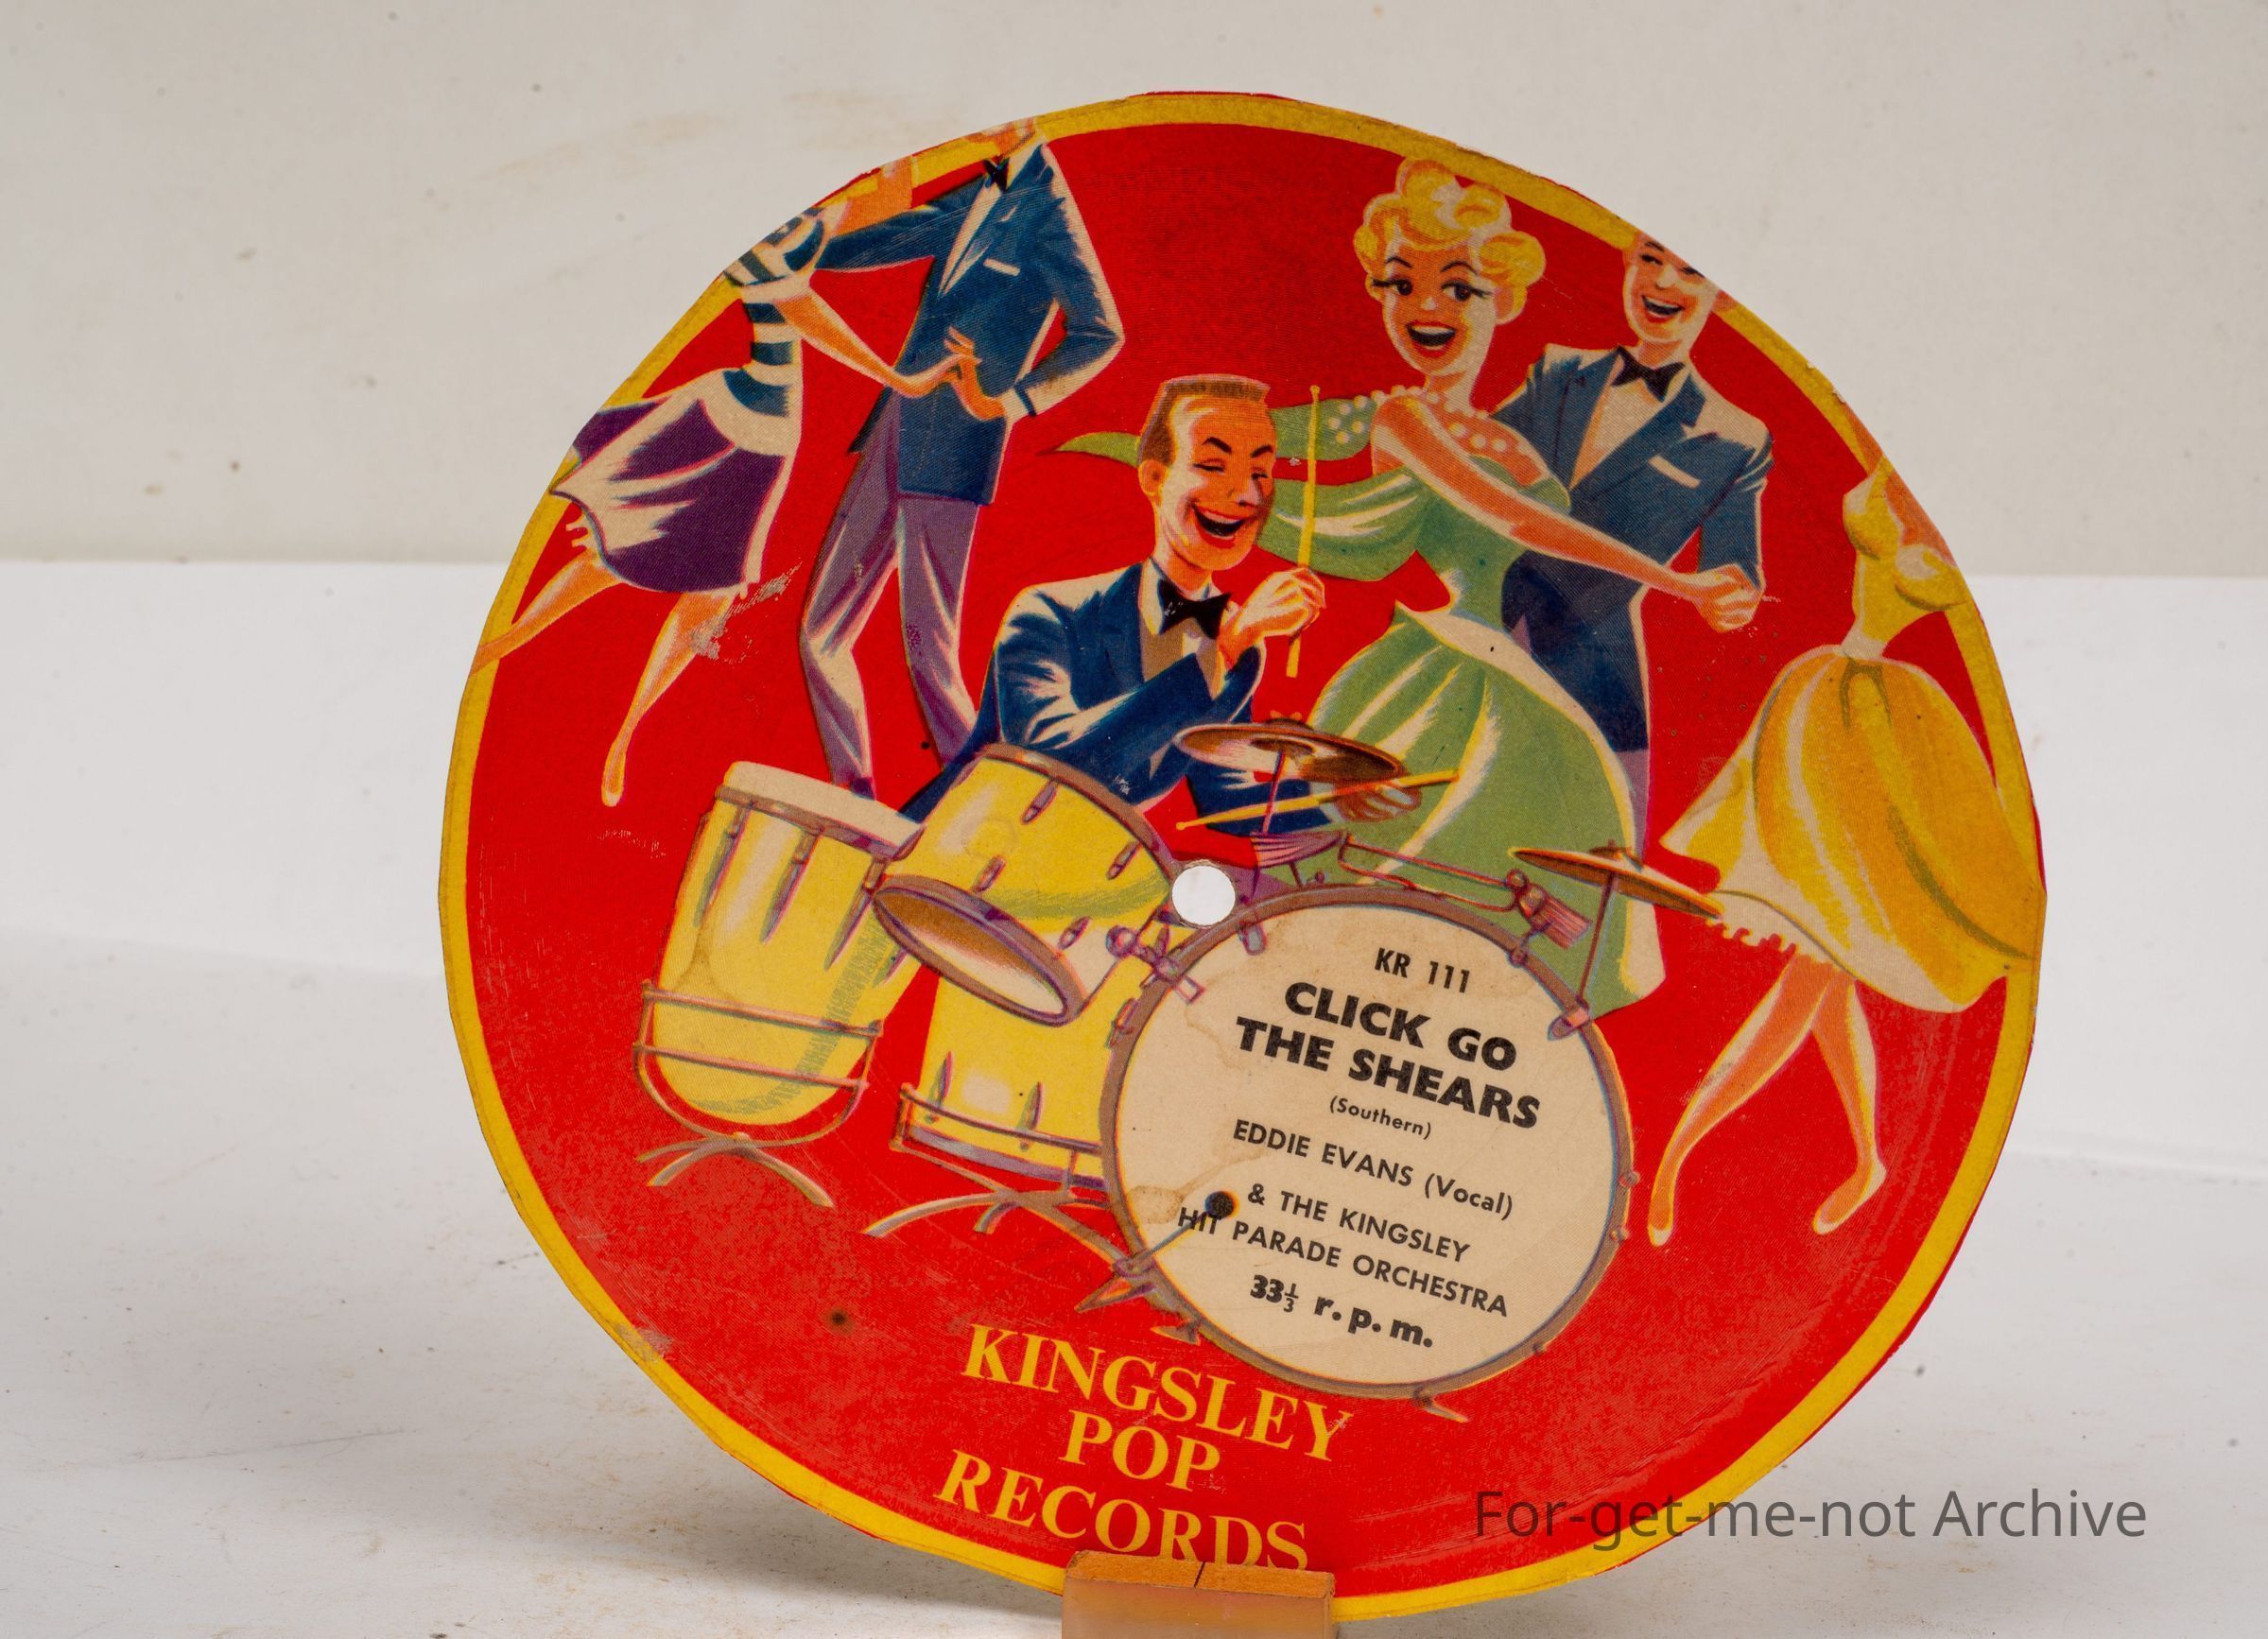 KR 111
CLICK GO
THE SHEARS
(Southern)
EDDIE EVANS (Vocal)
& THE KINGSLEY
HIT PARADE ORCHESTRA
33⅓ r.p.m.
KINGSLEY
POP
RECORDS
For-get-me-not Archive